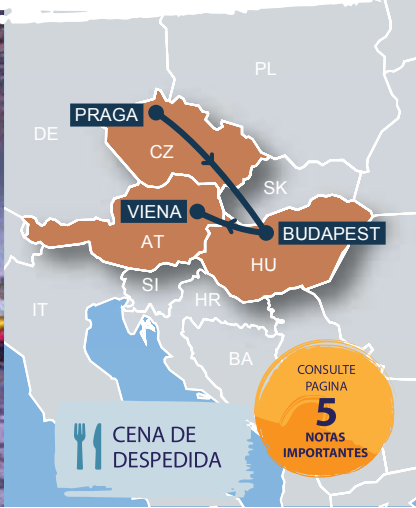 PL
PRAGA
DE
CZ
SK
VIENA
AT
BUDAPEST
HU
SI
HR
IT
BA
CONSULTE
PAGINA
5
NOTAS
IMPORTANTES
CENA DE
DESPEDIDA